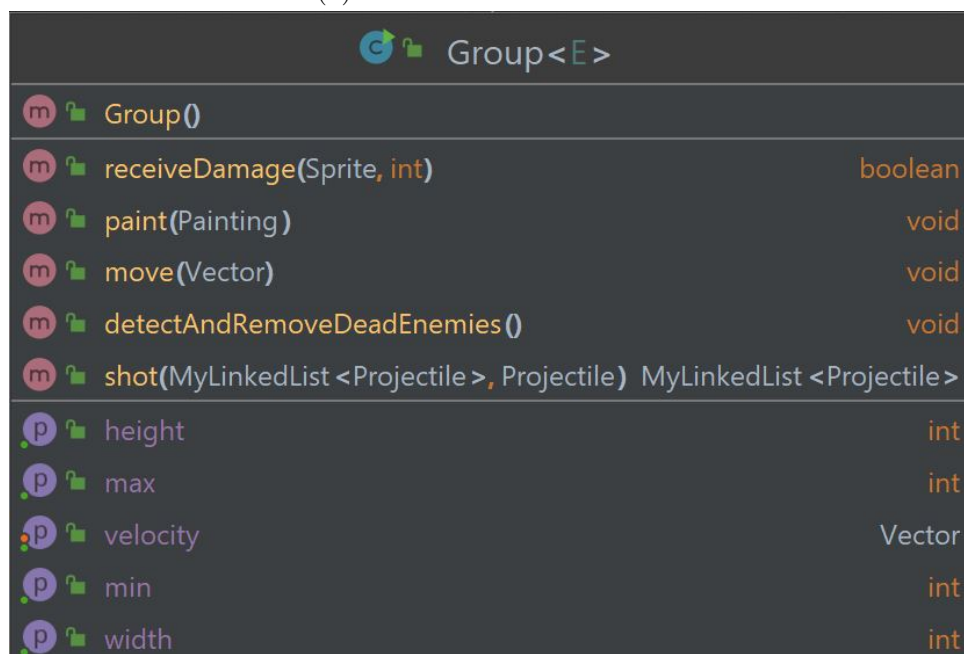 Group<E>
Group()
receiveDamage(Sprite, int) boolean
paint(Painting) void
move(Vector) void
detectAndRemoveDeadEnemies() void
shot(MyLinkedList<Projectile>, Projectile) MyLinkedList<Projectile>
height int
max int
velocity Vector
min int
width int